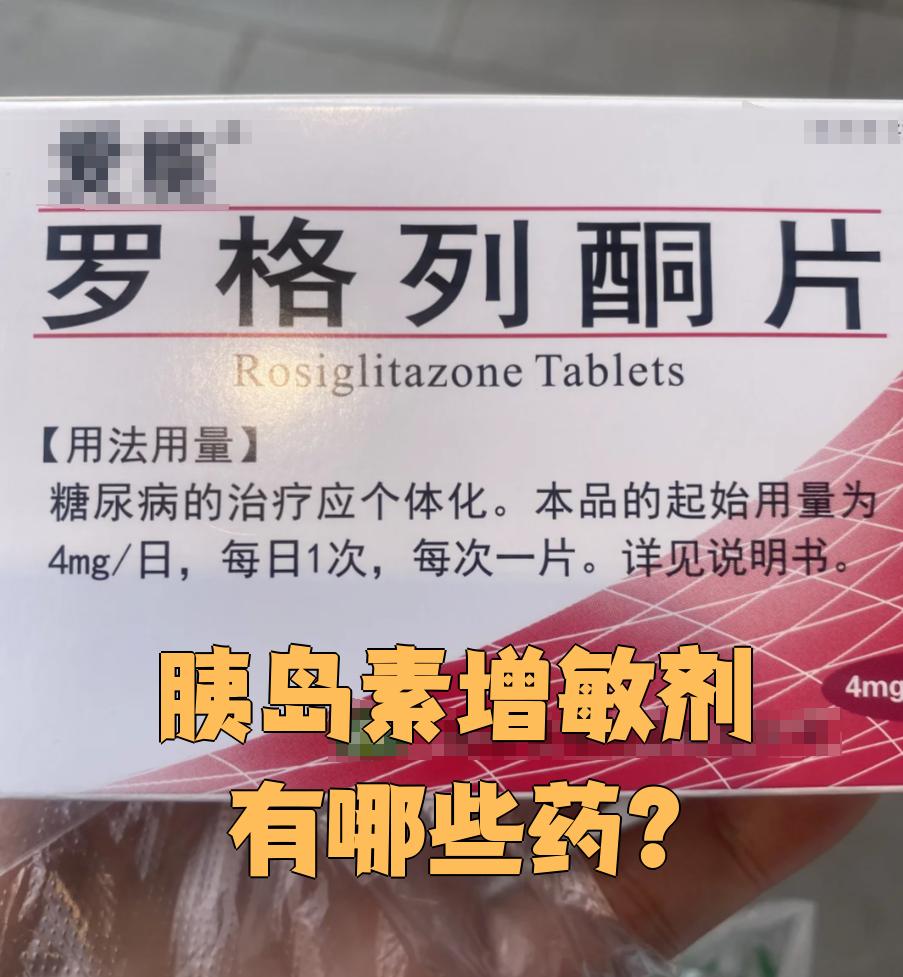 罗格列酮片
Rosiglitazone Tablets
【用法用量】
糖尿病的治疗应个体化。本品的起始用量为
4mg/日，每日1次，每次一片。详见说明书。
胰岛素增敏剂
4mg
有哪些药？